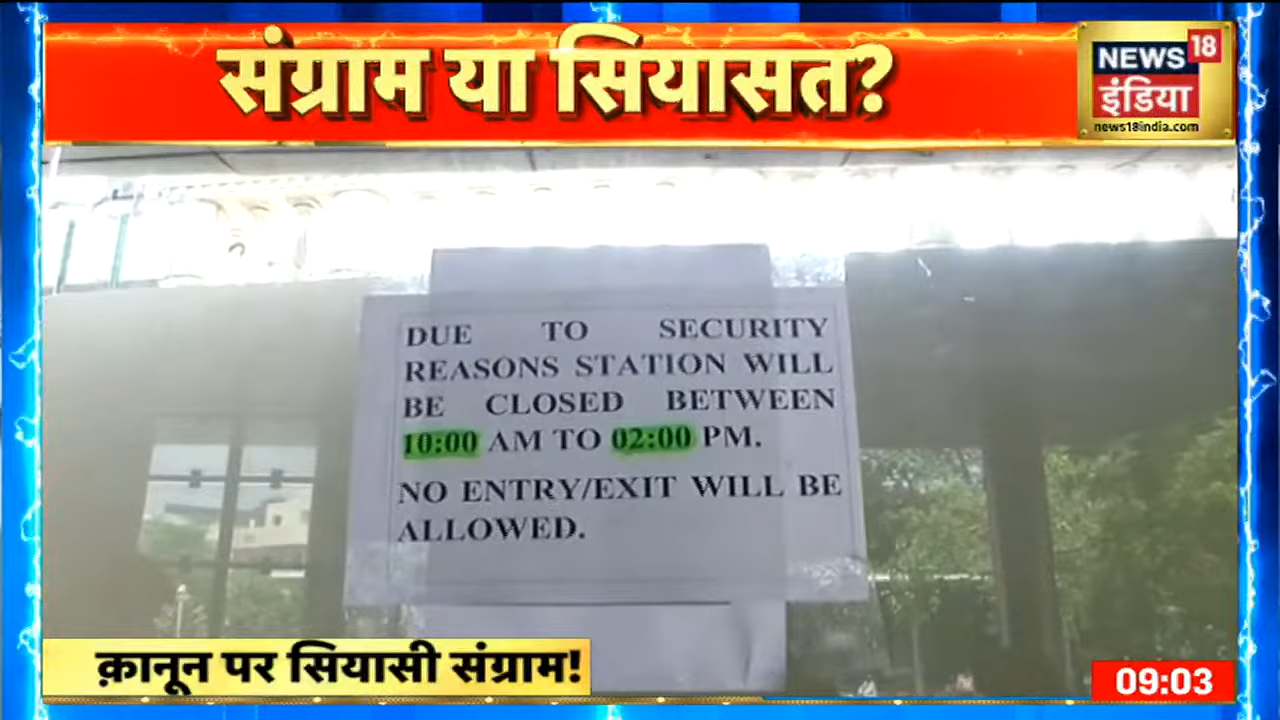 संग्राम या सियासत?
NEWS 18
इंडिया
news18india.com
DUE TO SECURITY
REASONS STATION WILL
BE CLOSED BETWEEN
10:00 AM TO 02:00 PM.
NO ENTRY/EXIT WILL BE
ALLOWED.
क़ानून पर सियासी संग्राम!
09:03